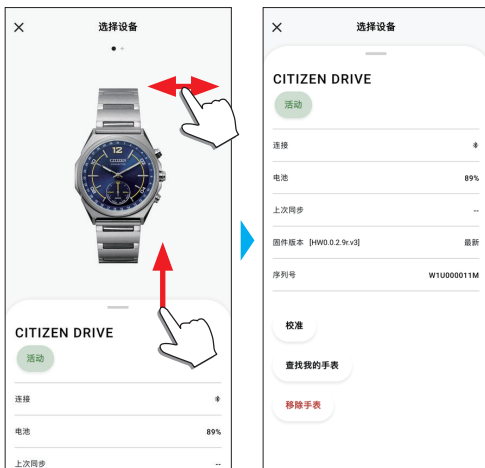 选择设备
12
CITIZEN
CITIZEN DRIVE
活动
连接
电池 89%
上次同步 --
选择设备
CITIZEN DRIVE
活动
连接
电池 89%
上次同步 --
固件版本 [HW0.0.2.9r.v3] 最新
序列号 W1U000011M
校准
查找我的手表
移除手表